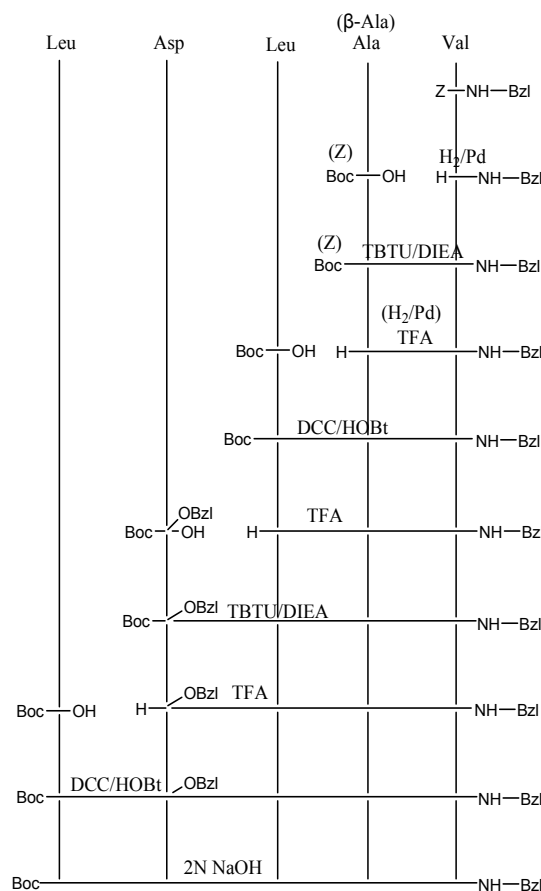 (β-Ala)
Leu Asp Leu Ala Val
Z NH Bzl
(Z) H₂/Pd
Boc OH H NH Bzl
(Z) TBTU/DIEA
Boc NH Bzl
(H₂/Pd)
Boc OH H TFA NH Bzl
DCC/HOBt
Boc NH Bzl
OBzl
Boc OH H TFA NH Bz
OBzl TBTU/DIEA
Boc NH Bzl
OBzl TFA
Boc OH H NH Bzl
DCC/HOBt OBzl
Boc NH Bzl
2N NaOH
Boc NH Bzl